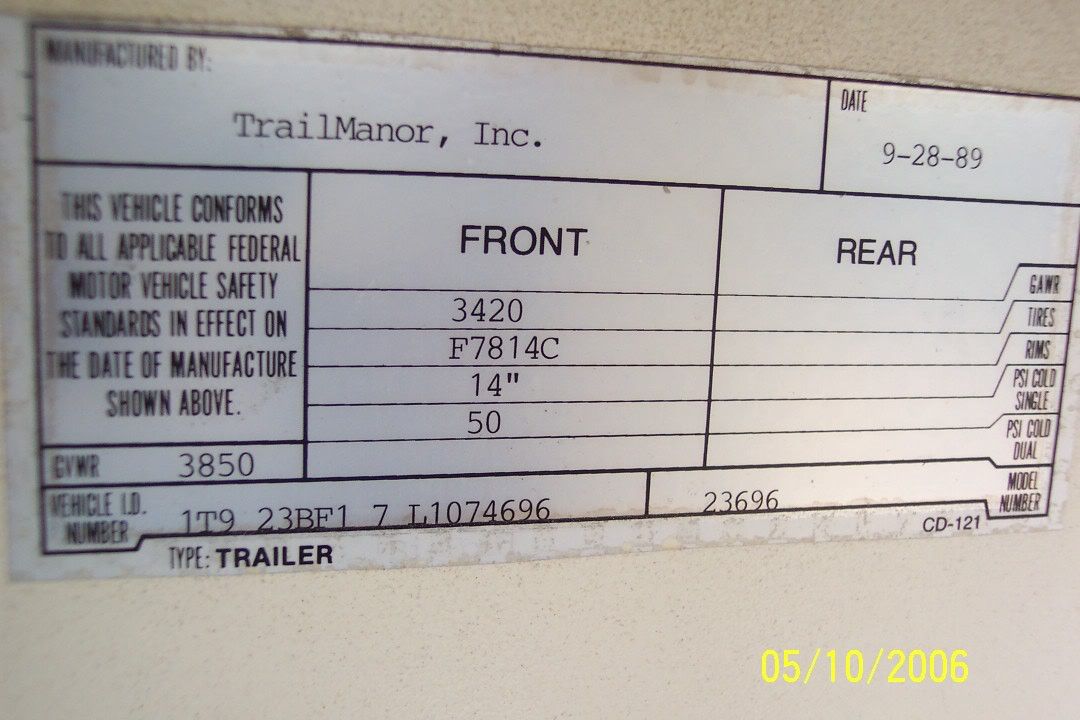 MANUFACTURED BY:
TrailManor, Inc.
DATE
9-28-89
THIS VEHICLE CONFORMS
TO ALL APPLICABLE FEDERAL
MOTOR VEHICLE SAFETY
STANDARDS IN EFFECT ON
THE DATE OF MANUFACTURE
SHOWN ABOVE.
FRONT
REAR
3420
GAWR
F7814C
TIRES
14"
RIMS
50
PSI COLD
SINGLE
PSI COLD
DUAL
GVWR 3850
VEHICLE I.D.
NUMBER
1T9 23BF1 7 L1074696
23696
MODEL
NUMBER
CD-121
TYPE: TRAILER
05/10/2006